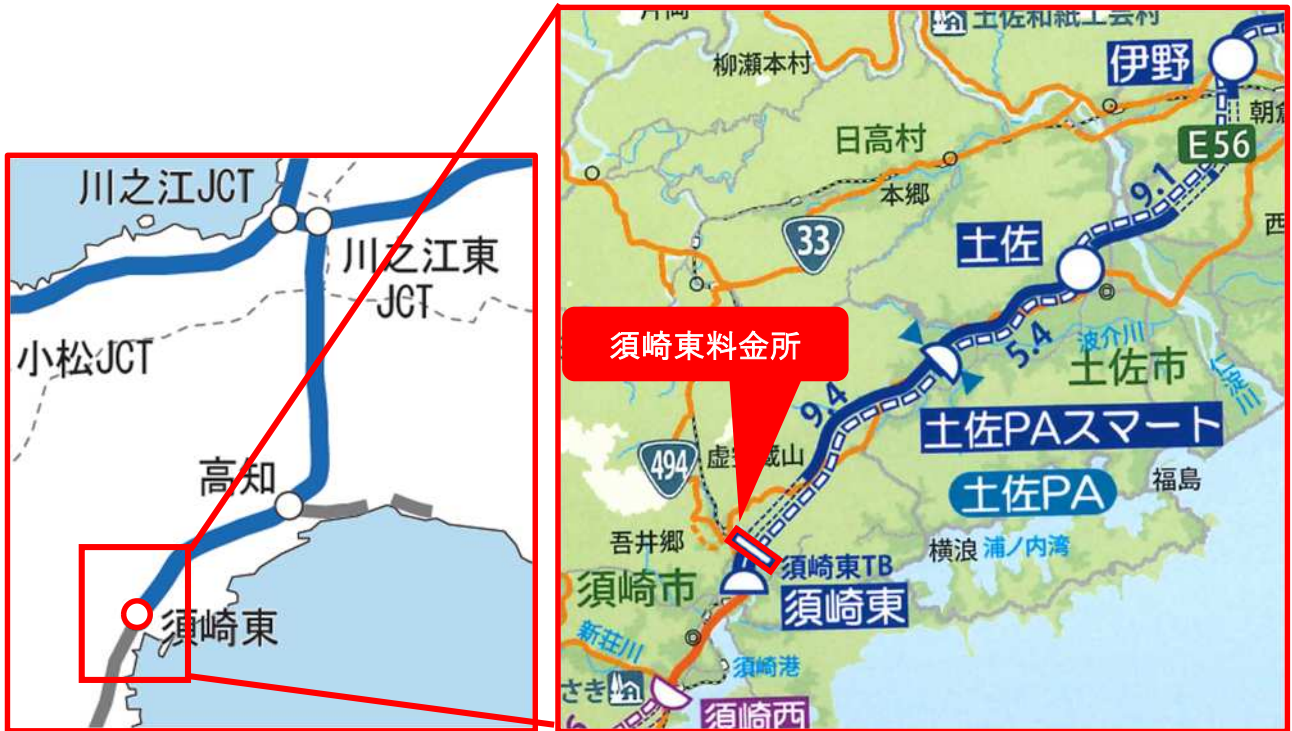 川之江JCT
川之江東
JCT
小松JCT
高知
須崎東
土佐和紙工芸村
柳瀬本村
伊野
日高村
E56
本郷
9.1
33
土佐
須崎東料金所
5.4
波介川
土佐市
仁淀川
9.4
土佐PAスマート
494
土佐PA
福島
吾井郷
横浪
浦ノ内湾
須崎東TB
須崎市
須崎東
新荘川
須崎港
さき
須崎西